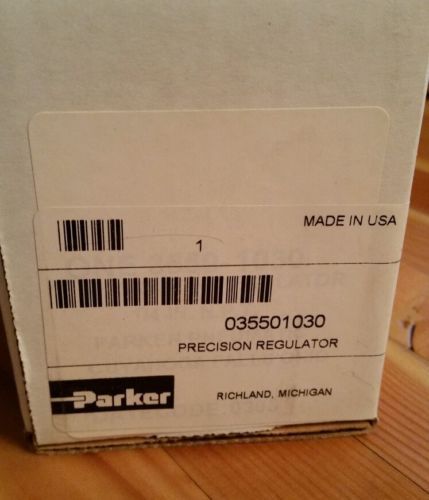 MADE IN USA
1
035501030
PRECISION REGULATOR
Parker
RICHLAND, MICHIGAN